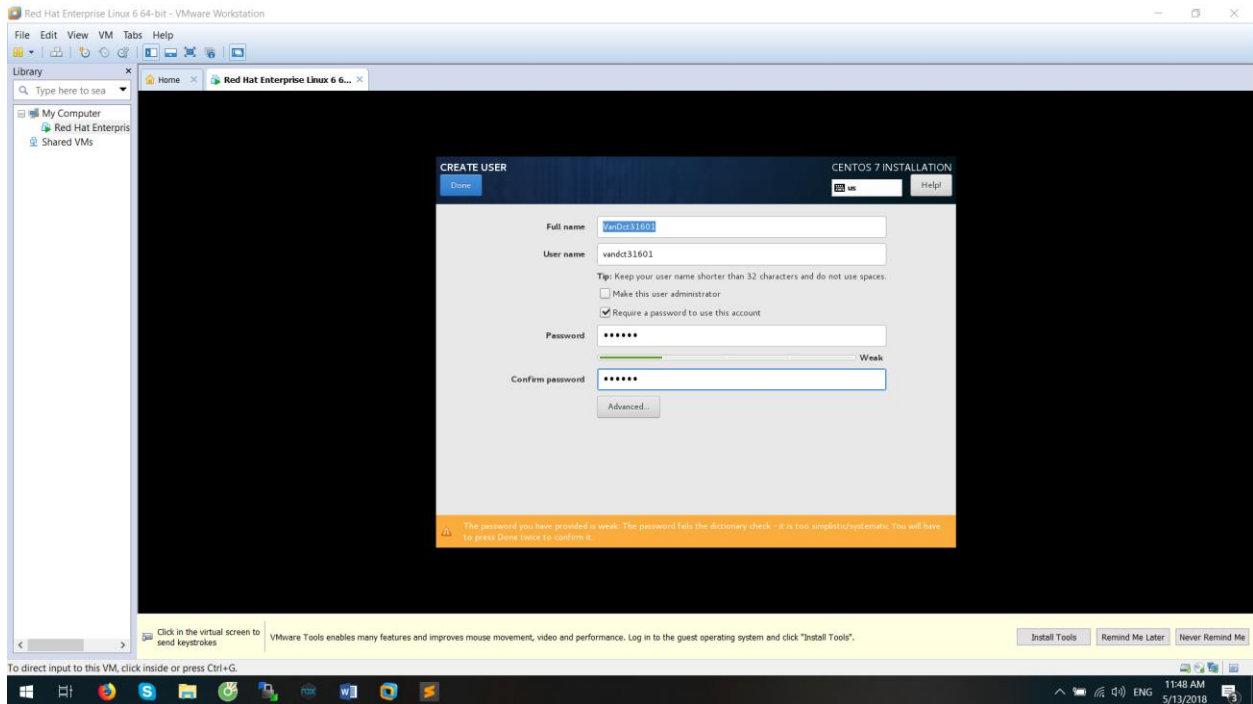 Red Hat Enterprise Linux 6 64-bit - VMware Workstation
File Edit View VM Tabs Help
Library
Home
Red Hat Enterprise Linux 6 6...
Type here to sea
My Computer
Red Hat Enterpris
Shared VMs
CREATE USER
CENTOS 7 INSTALLATION
Done
us
Help!
Full name
VanDct31601
User name
vandct31601
Tip: Keep your user name shorter than 32 characters and do not use spaces.
Make this user administrator
Require a password to use this account
Password
••••••
Weak
Confirm password
••••••
Advanced...
The password you have provided is weak. The password fails the dictionary check - it is too simplistic/systematic You will have
to press Done twice to confirm it.
Click in the virtual screen to
send keystrokes
VMware Tools enables many features and improves mouse movement, video and performance. Log in to the guest operating system and click "Install Tools".
Install Tools
Remind Me Later
Never Remind Me
To direct input to this VM, click inside or press Ctrl+G.
ENG
11:48 AM
5/13/2018
3